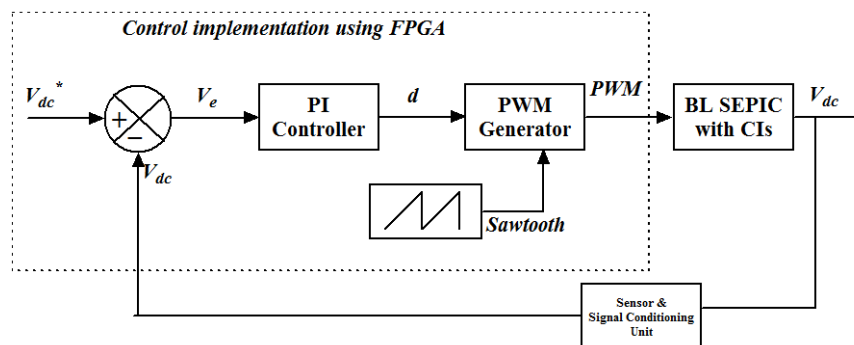 Control implementation using FPGA
Vdc*
+
−
Ve
PI
Controller
d
PWM
Generator
PWM
BL SEPIC
with CIs
Vdc
Vdc
Sawtooth
Sensor &
Signal Conditioning
Unit